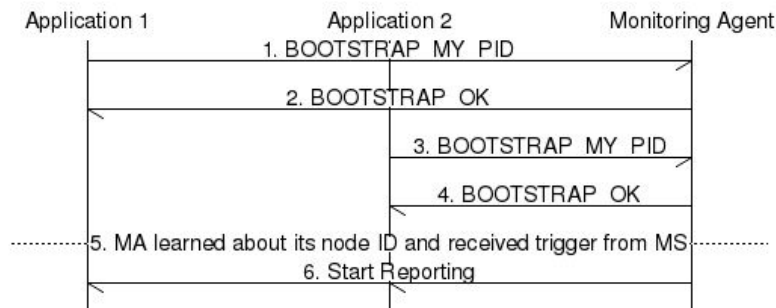 Application 1 Application 2 Monitoring Agent
1. BOOTSTRAP MY PID
2. BOOTSTRAP OK
3. BOOTSTRAP MY PID
4. BOOTSTRAP OK
5. MA learned about its node ID and received trigger from MS
6. Start Reporting